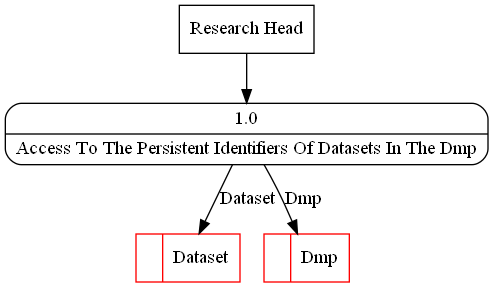 Research Head
1.0
Access To The Persistent Identifiers Of Datasets In The Dmp
Dataset
Dmp
Dataset
Dmp